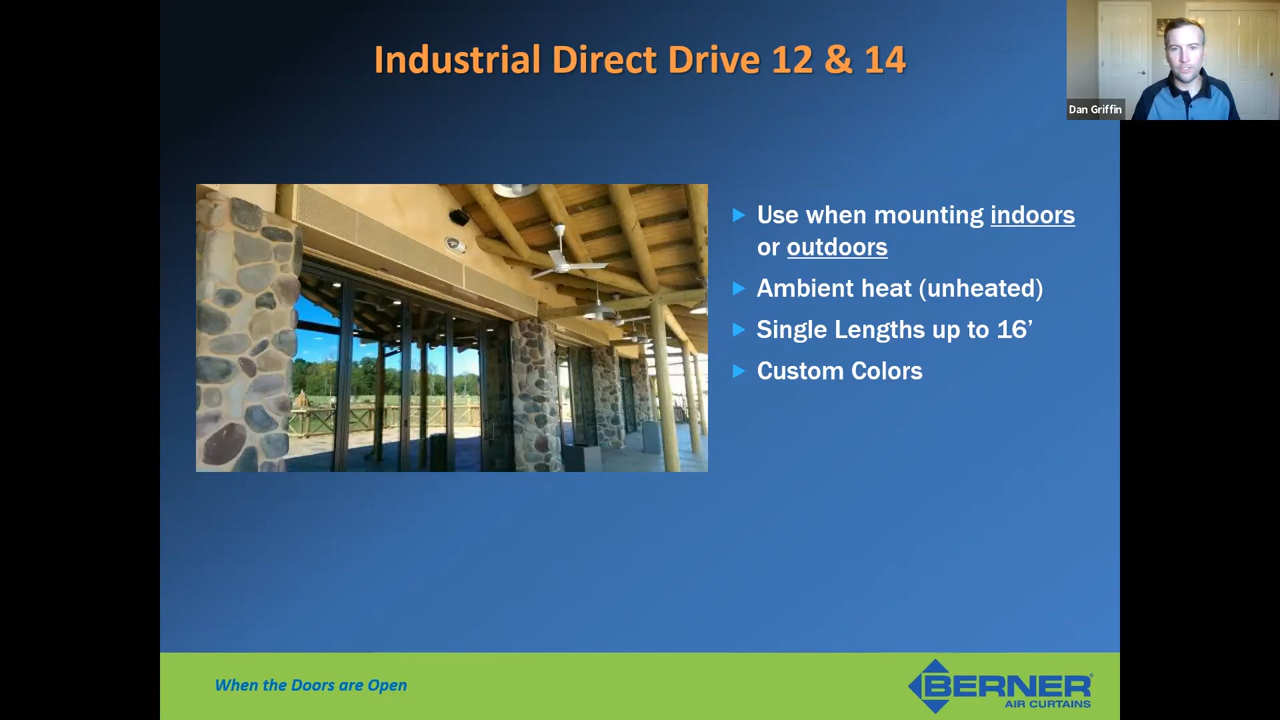 Industrial Direct Drive 12 & 14
Dan Griffin
Use when mounting indoors
or outdoors
Ambient heat (unheated)
Single Lengths up to 16’
Custom Colors
When the Doors are Open
BERNER®
AIR CURTAINS